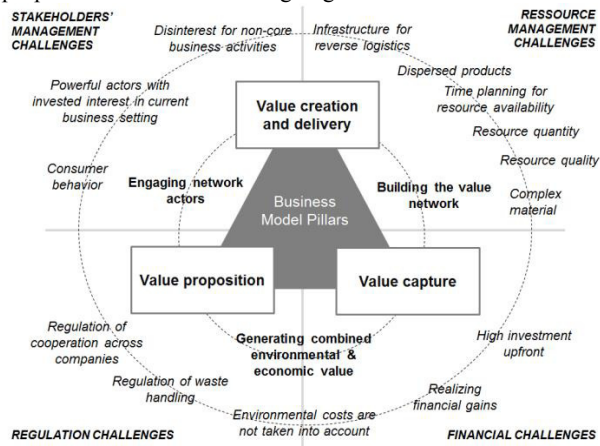 STAKEHOLDERS'
MANAGEMENT
CHALLENGES
Disinterest for non-core
business activities
Infrastructure for
reverse logistics
RESSOURCE
MANAGEMENT
CHALLENGES
Powerful actors with
invested interest in current
business setting
Dispersed products
Time planning for
resource availability
Value creation
and delivery
Resource quantity
Resource quality
Consumer
behavior
Engaging network
actors
Business
Model Pillars
Building the value
network
Complex
material
Value proposition
Value capture
Regulation of
cooperation across
companies
Generating combined
environmental &
economic value
High investment
upfront
Regulation of waste
handling
Realizing
financial gains
Environmental costs are
not taken into account
REGULATION CHALLENGES
FINANCIAL CHALLENGES